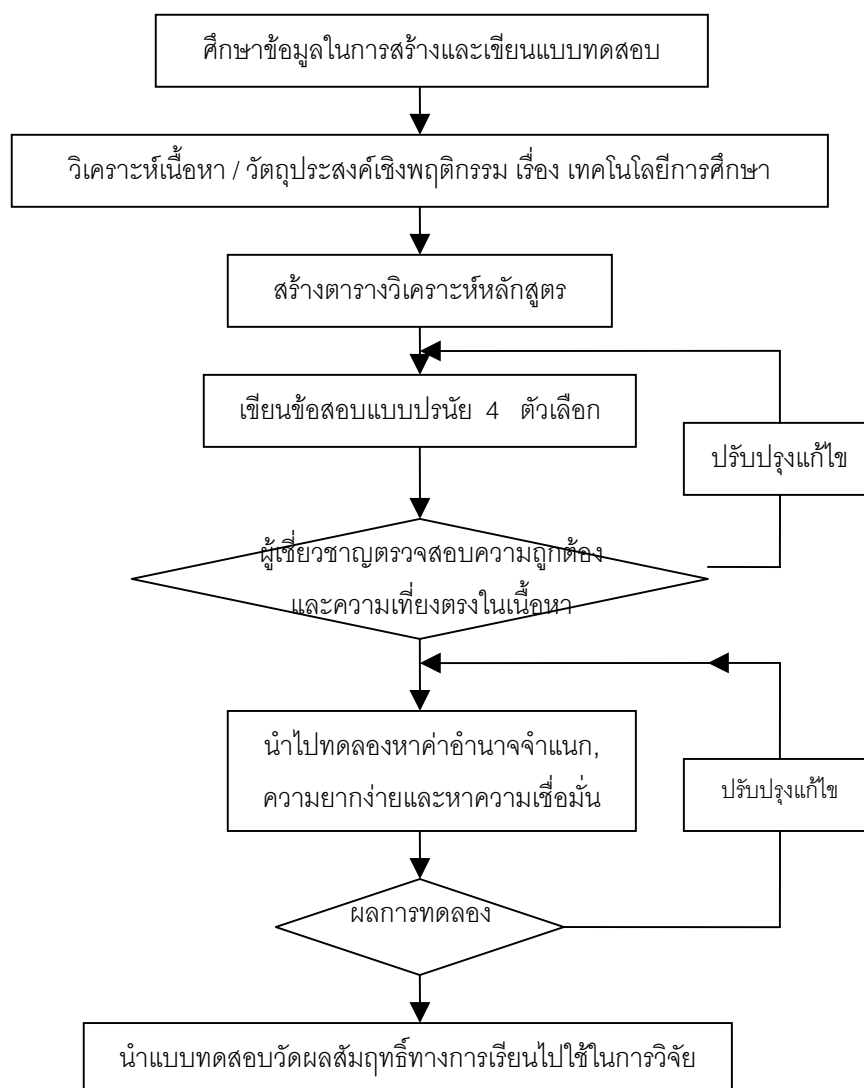 ศึกษาข้อมูลในการสร้างและเขียนแบบทดสอบ
วิเคราะห์เนื้อหา / วัตถุประสงค์เชิงพฤติกรรม เรื่อง เทคโนโลยีการศึกษา
สร้างตารางวิเคราะห์หลักสูตร
เขียนข้อสอบแบบปรนัย 4 ตัวเลือก
ปรับปรุงแก้ไข
ผู้เชี่ยวชาญตรวจสอบความถูกต้อง
และความเที่ยงตรงในเนื้อหา
นำไปทดลองหาค่าอำนาจจำแนก,
ความยากง่ายและหาความเชื่อมั่น
ปรับปรุงแก้ไข
ผลการทดลอง
นำแบบทดสอบวัดผลสัมฤทธิ์ทางการเรียนไปใช้ในการวิจัย